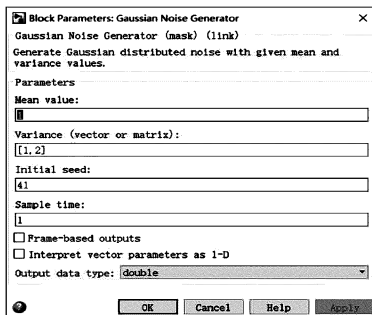 Block Parameters: Gaussian Noise Generator
Gaussian Noise Generator (mask) (link)
Generate Gaussian distributed noise with given mean and
variance values.
Parameters
Mean value:
1
Variance (vector or matrix):
[1, 2]
Initial seed:
41
Sample time:
1
Frame-based outputs
Interpret vector parameters as 1-D
Output data type: double
OK Cancel Help Apply